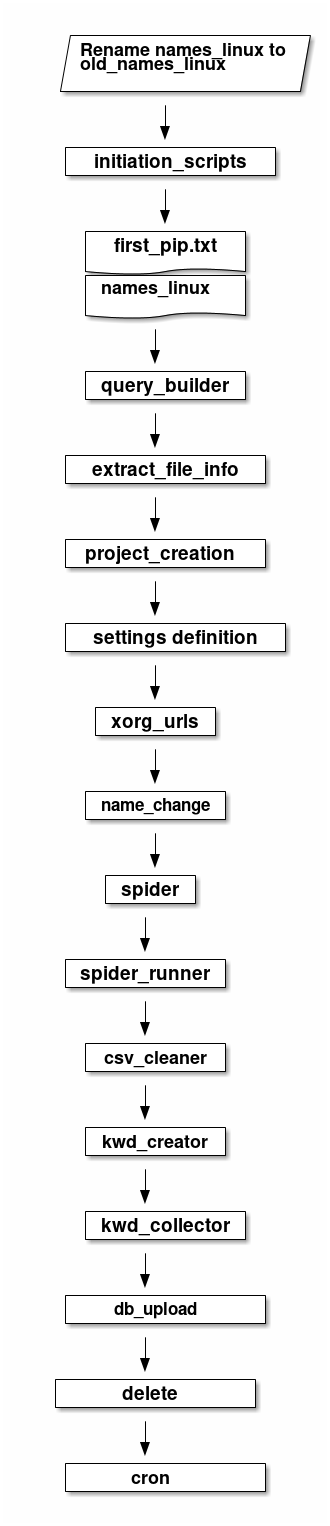 Rename names_linux to
old_names_linux
initiation_scripts
first_pip.txt
names_linux
query_builder
extract_file_info
project_creation
settings definition
xorg_urls
name_change
spider
spider_runner
csv_cleaner
kwd_creator
kwd_collector
db_upload
delete
cron